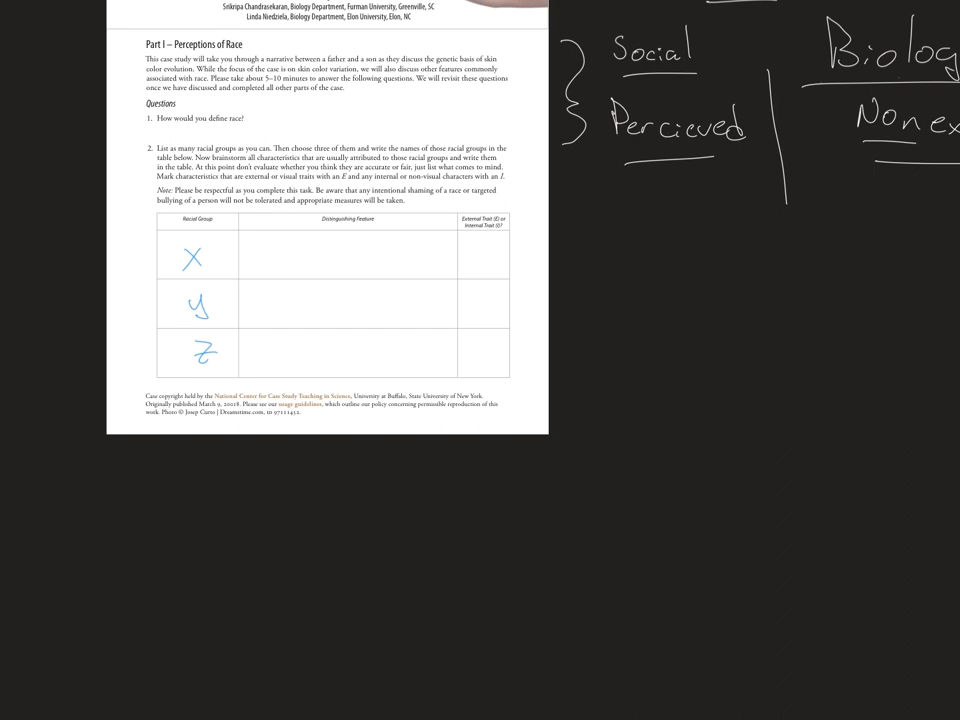 Srikripa Chandrasekaran, Biology Department, Furman University, Greenville, SC
Linda Niedziela, Biology Department, Elon University, Elon, NC
Part I – Perceptions of Race
This case study will take you through a narrative between a father and a son as they discuss the genetic basis of skin
color evolution. While the focus of the case is on skin color variation, we will also discuss other features commonly
associated with race. Please take about 5–10 minutes to answer the following questions. We will revisit these questions
once we have discussed and completed all other parts of the case.
Questions
1. How would you define race?
2. List as many racial groups as you can. Then choose three of them and write the names of those racial groups in the
table below. Now brainstorm all characteristics that are usually attributed to those racial groups and write them
in the table. At this point don't evaluate whether you think they are accurate or fair, just list what comes to mind.
Mark characteristics that are external or visual traits with an E and any internal or non-visual characters with an I.
Note: Please be respectful as you complete this task. Be aware that any intentional shaming of a race or targeted
bullying of a person will not be tolerated and appropriate measures will be taken.
Racial Group Distinguishing Feature External Trait (E) or
Internal Trait (I)?
X
y
z
Case copyright held by the National Center for Case Study Teaching in Science, University at Buffalo, State University of New York.
Originally published March 9, 20018. Please see our usage guidelines, which outline our policy concerning permissible reproduction of this
work. Photo © Josep Curto | Dreamstime.com, ID 97111452.
Social
Percieved
Biolog
Non ex